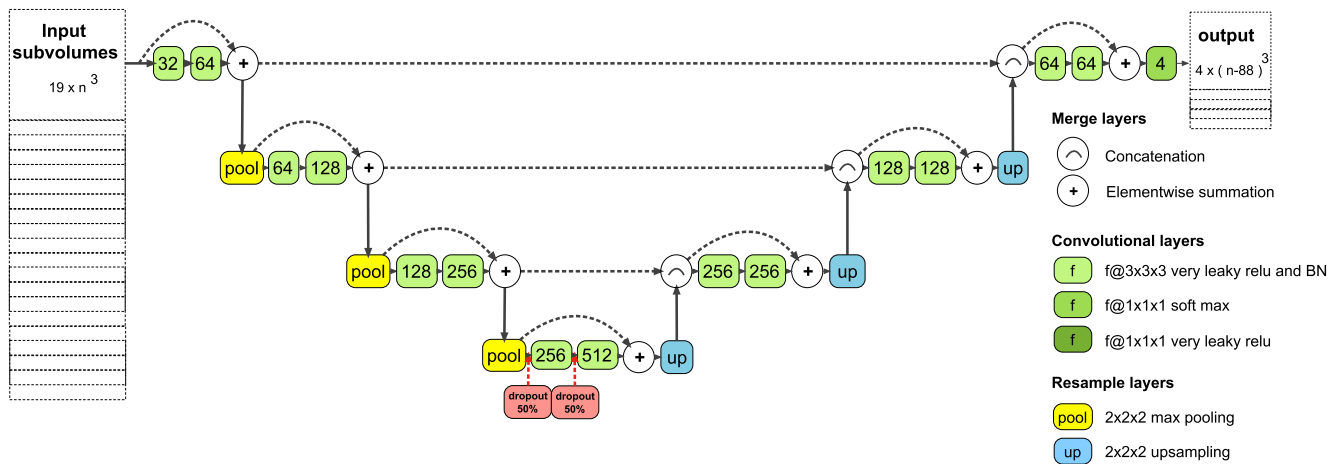 Input
subvolumes
19 x n 3
32 64 +
+
64 64 + 4
output
4 x ( n-88 ) 3
pool 64 128 +
128 128 + up
pool 128 256 +
256 256 + up
pool 256 512 + up
dropout
50%
dropout
50%
Merge layers
Concatenation
+ Elementwise summation
Convolutional layers
f f@3x3x3 very leaky relu and BN
f f@1x1x1 soft max
f f@1x1x1 very leaky relu
Resample layers
pool 2x2x2 max pooling
up 2x2x2 upsampling